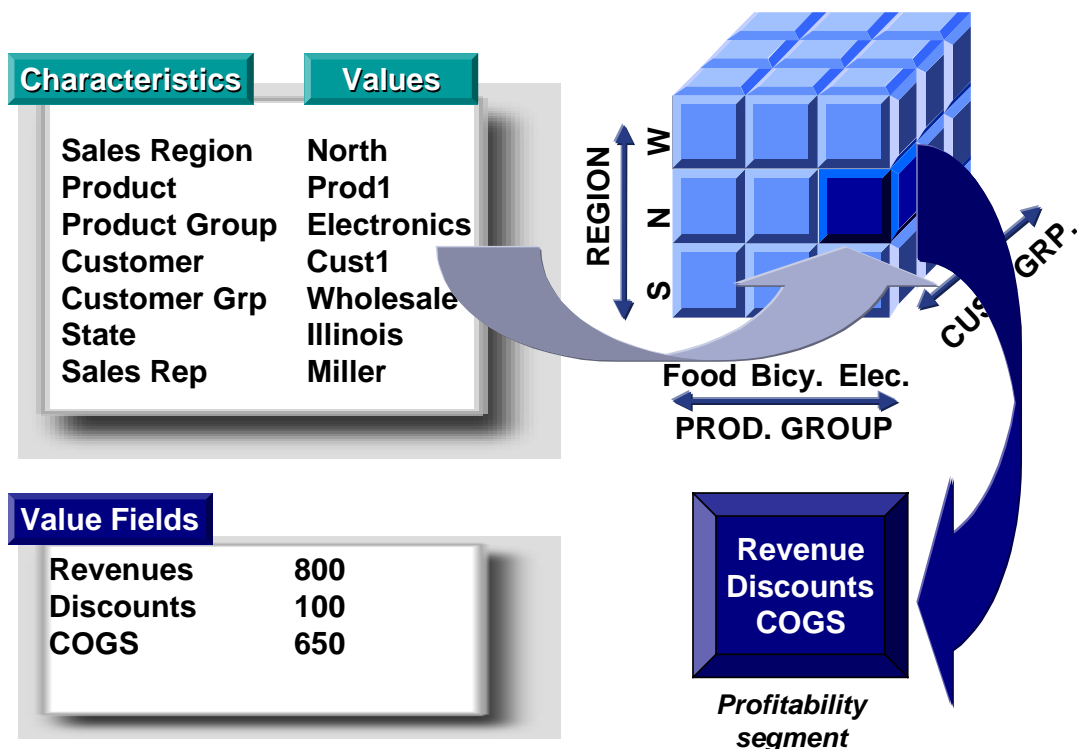 Characteristics Values
Sales Region North
Product Prod1
Product Group Electronics
Customer Cust1
Customer Grp Wholesale
State Illinois
Sales Rep Miller
REGION
W
N
S
Food Bicy. Elec.
PROD. GROUP
GRP.
Value Fields
Revenues 800
Discounts 100
COGS 650
Revenue
Discounts
COGS
Profitability
segment